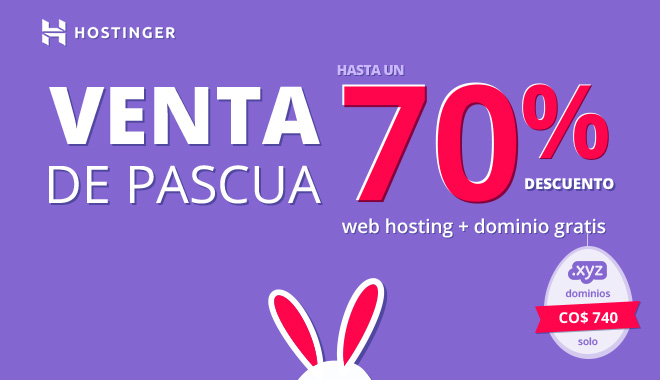 HOSTINGER
VENTA
DE PASCUA
HASTA UN
70%
DESCUENTO
web hosting + dominio gratis
.xyz
dominios
CO$ 740
solo